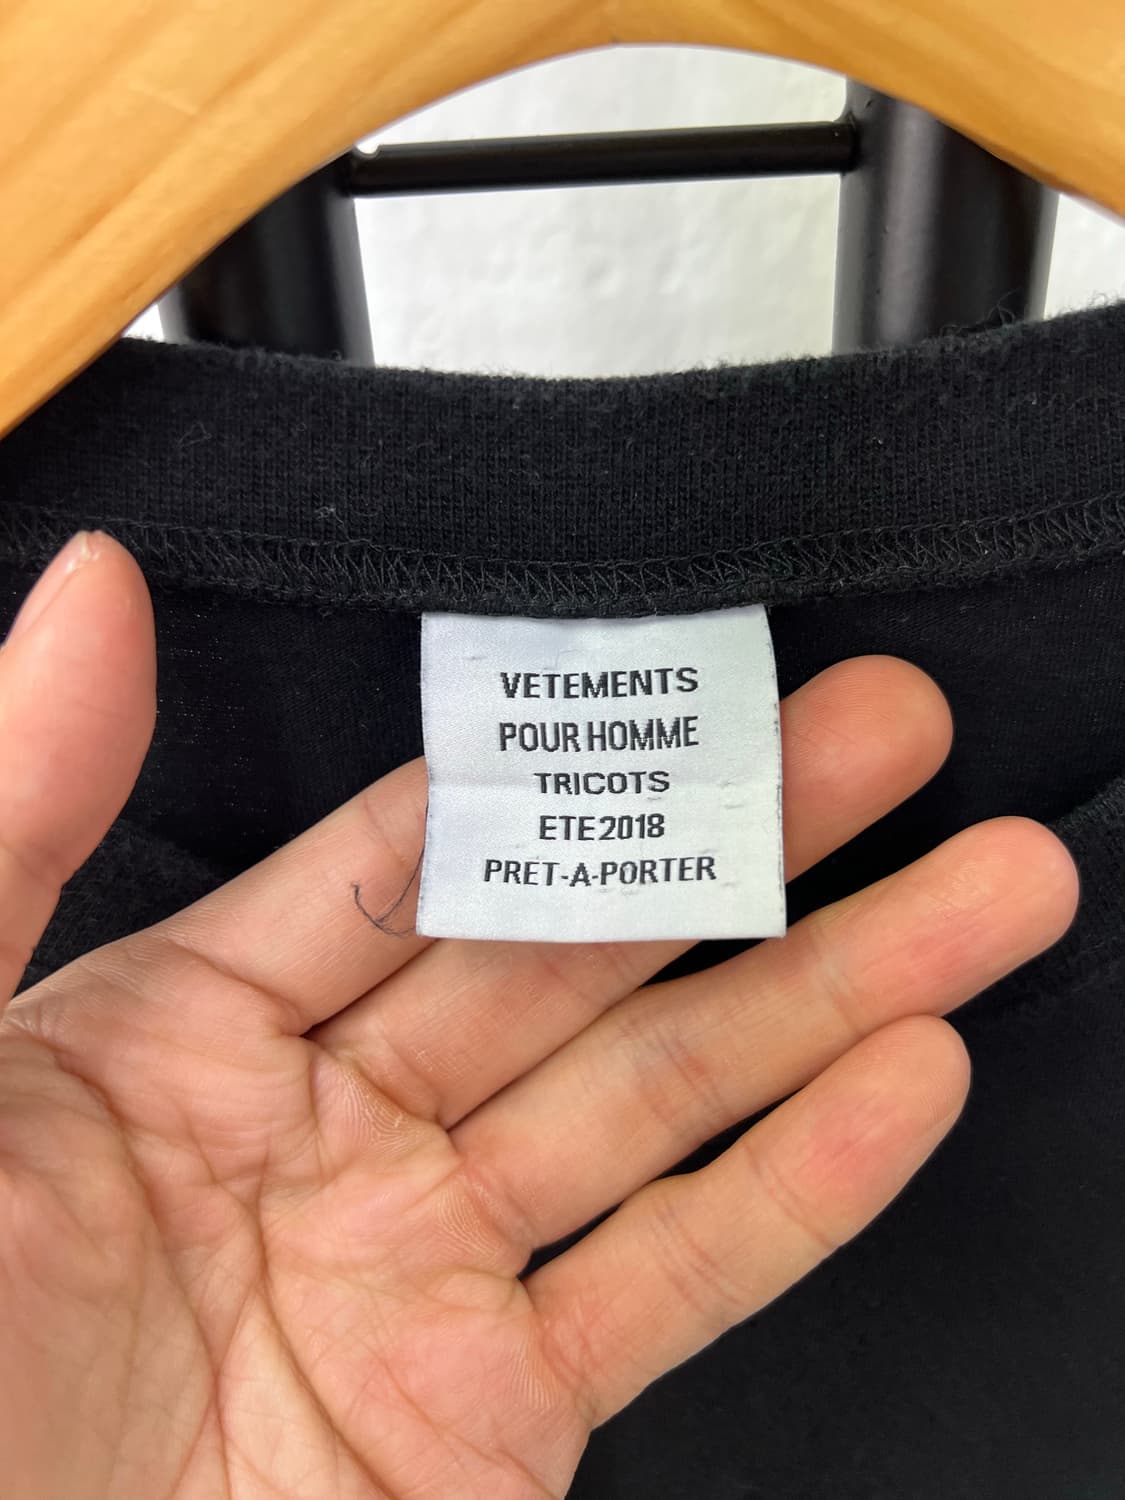 VETEMENTS
POUR HOMME
TRICOTS
ETE2018
PRET-A-PORTER